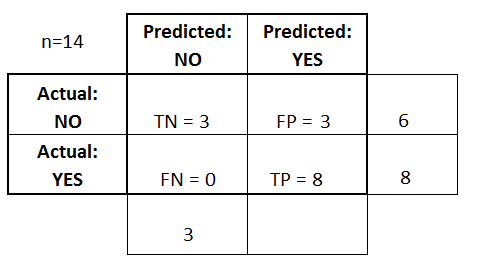 n=14
Predicted:
NO
Predicted:
YES
Actual:
NO
TN = 3
FP = 3
6
Actual:
YES
FN = 0
TP = 8
8
3